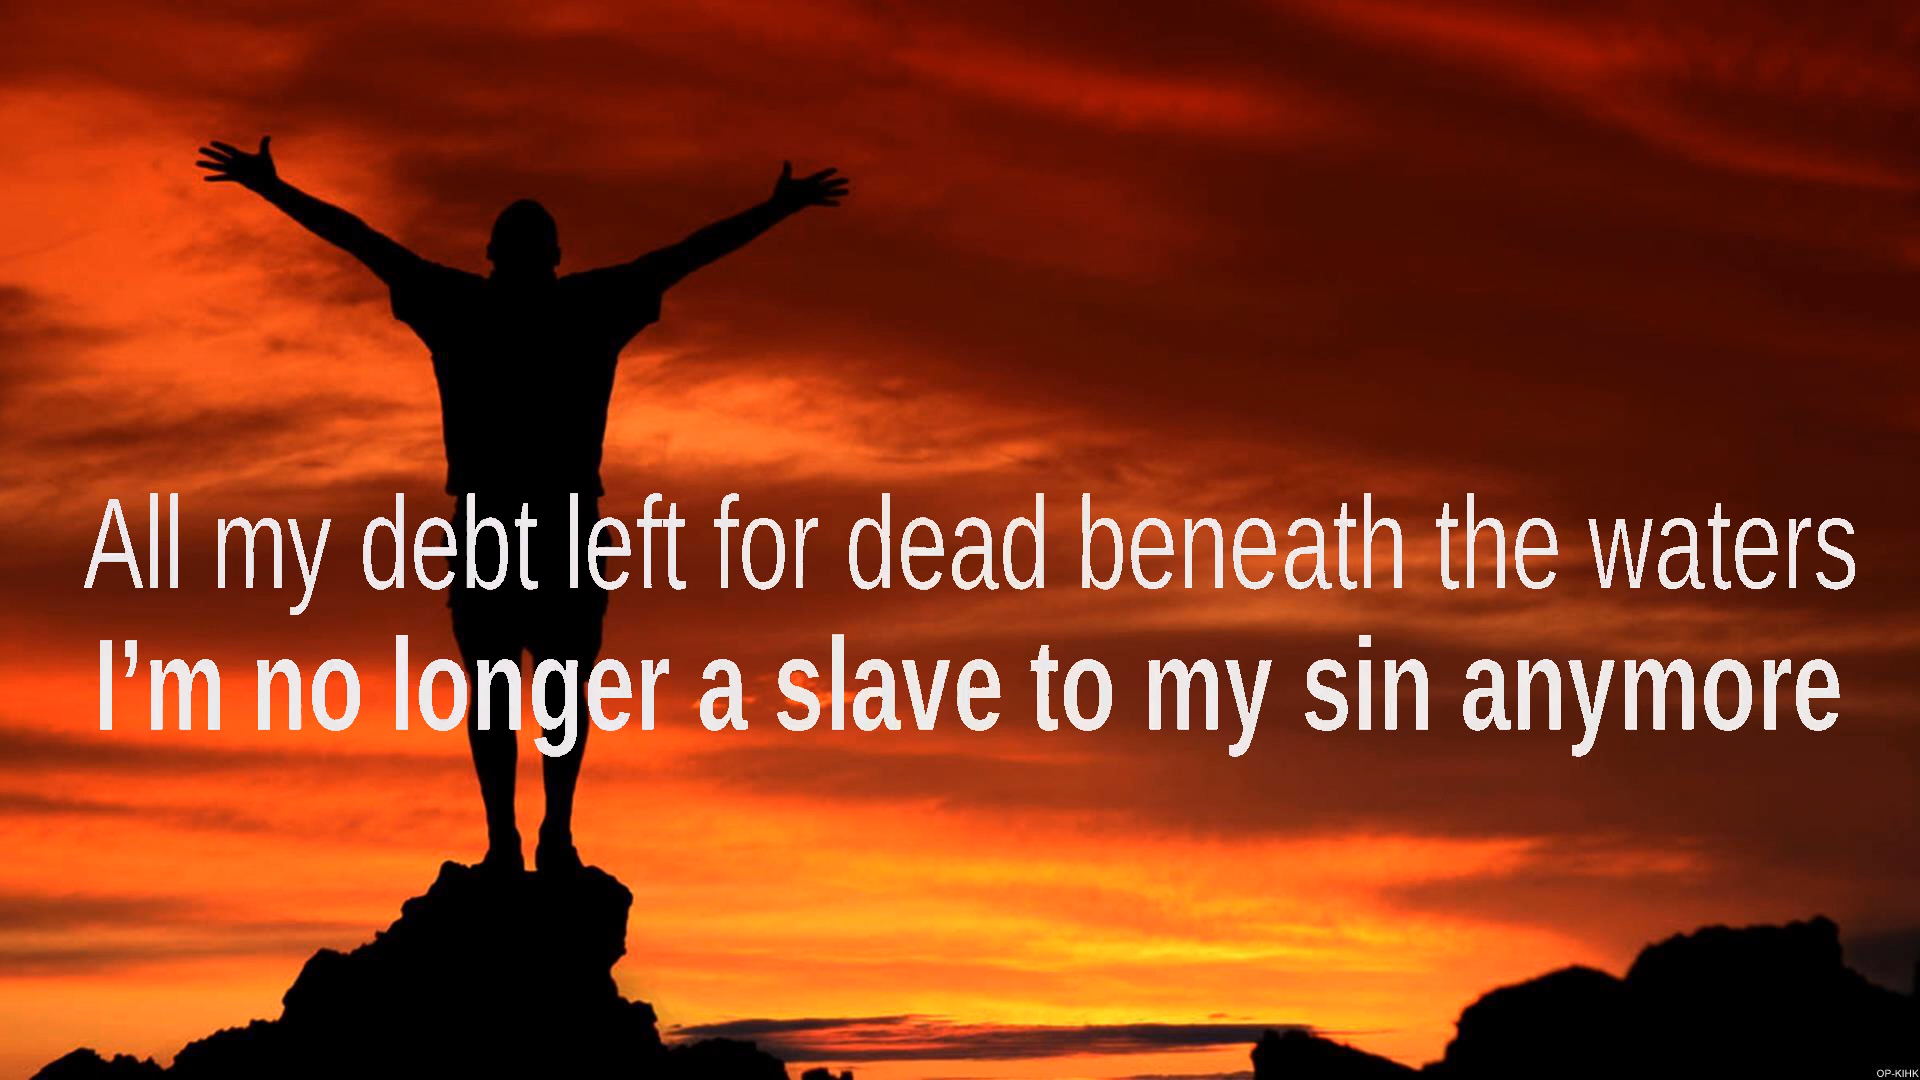 All my debt left for dead beneath the waters
I’m no longer a slave to my sin anymore
OP-KIHK